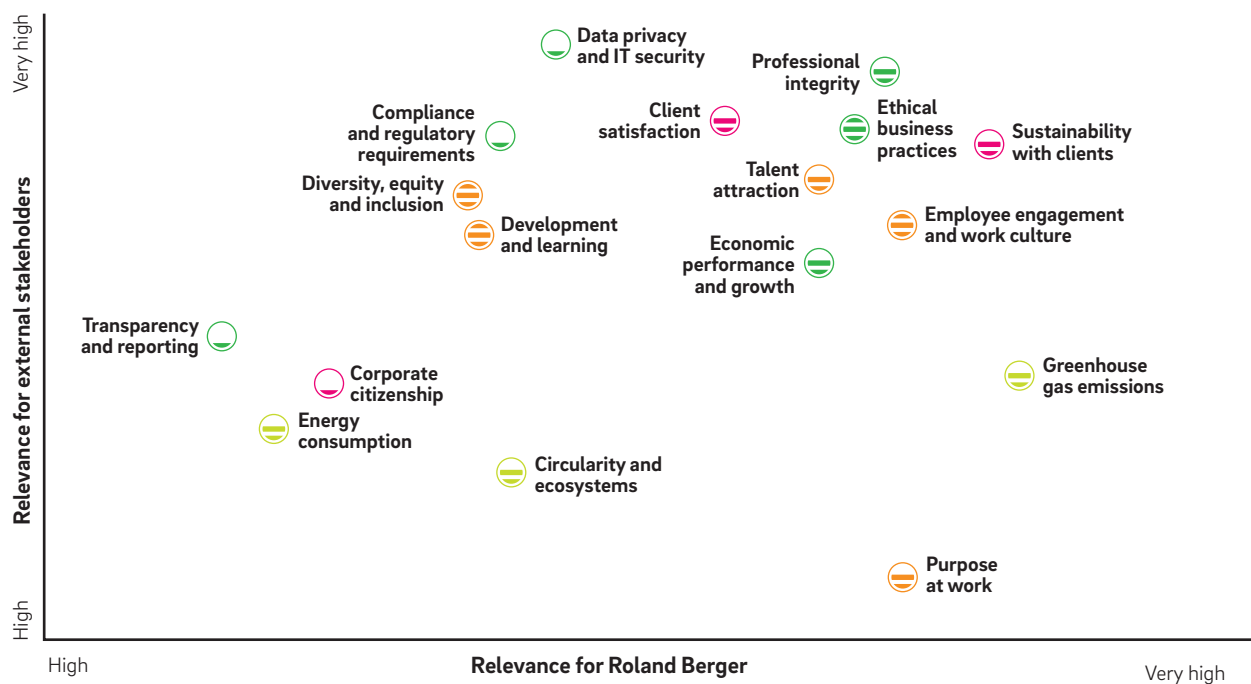 Very high
Relevance for external stakeholders
High
Data privacy
and IT security
Professional
integrity
Compliance
and regulatory
requirements
Client
satisfaction
Ethical
business
practices
Sustainability
with clients
Diversity, equity
and inclusion
Talent
attraction
Development
and learning
Employee engagement
and work culture
Economic
performance
and growth
Transparency
and reporting
Corporate
citizenship
Greenhouse
gas emissions
Energy
consumption
Circularity and
ecosystems
Purpose
at work
High
Relevance for Roland Berger
Very high